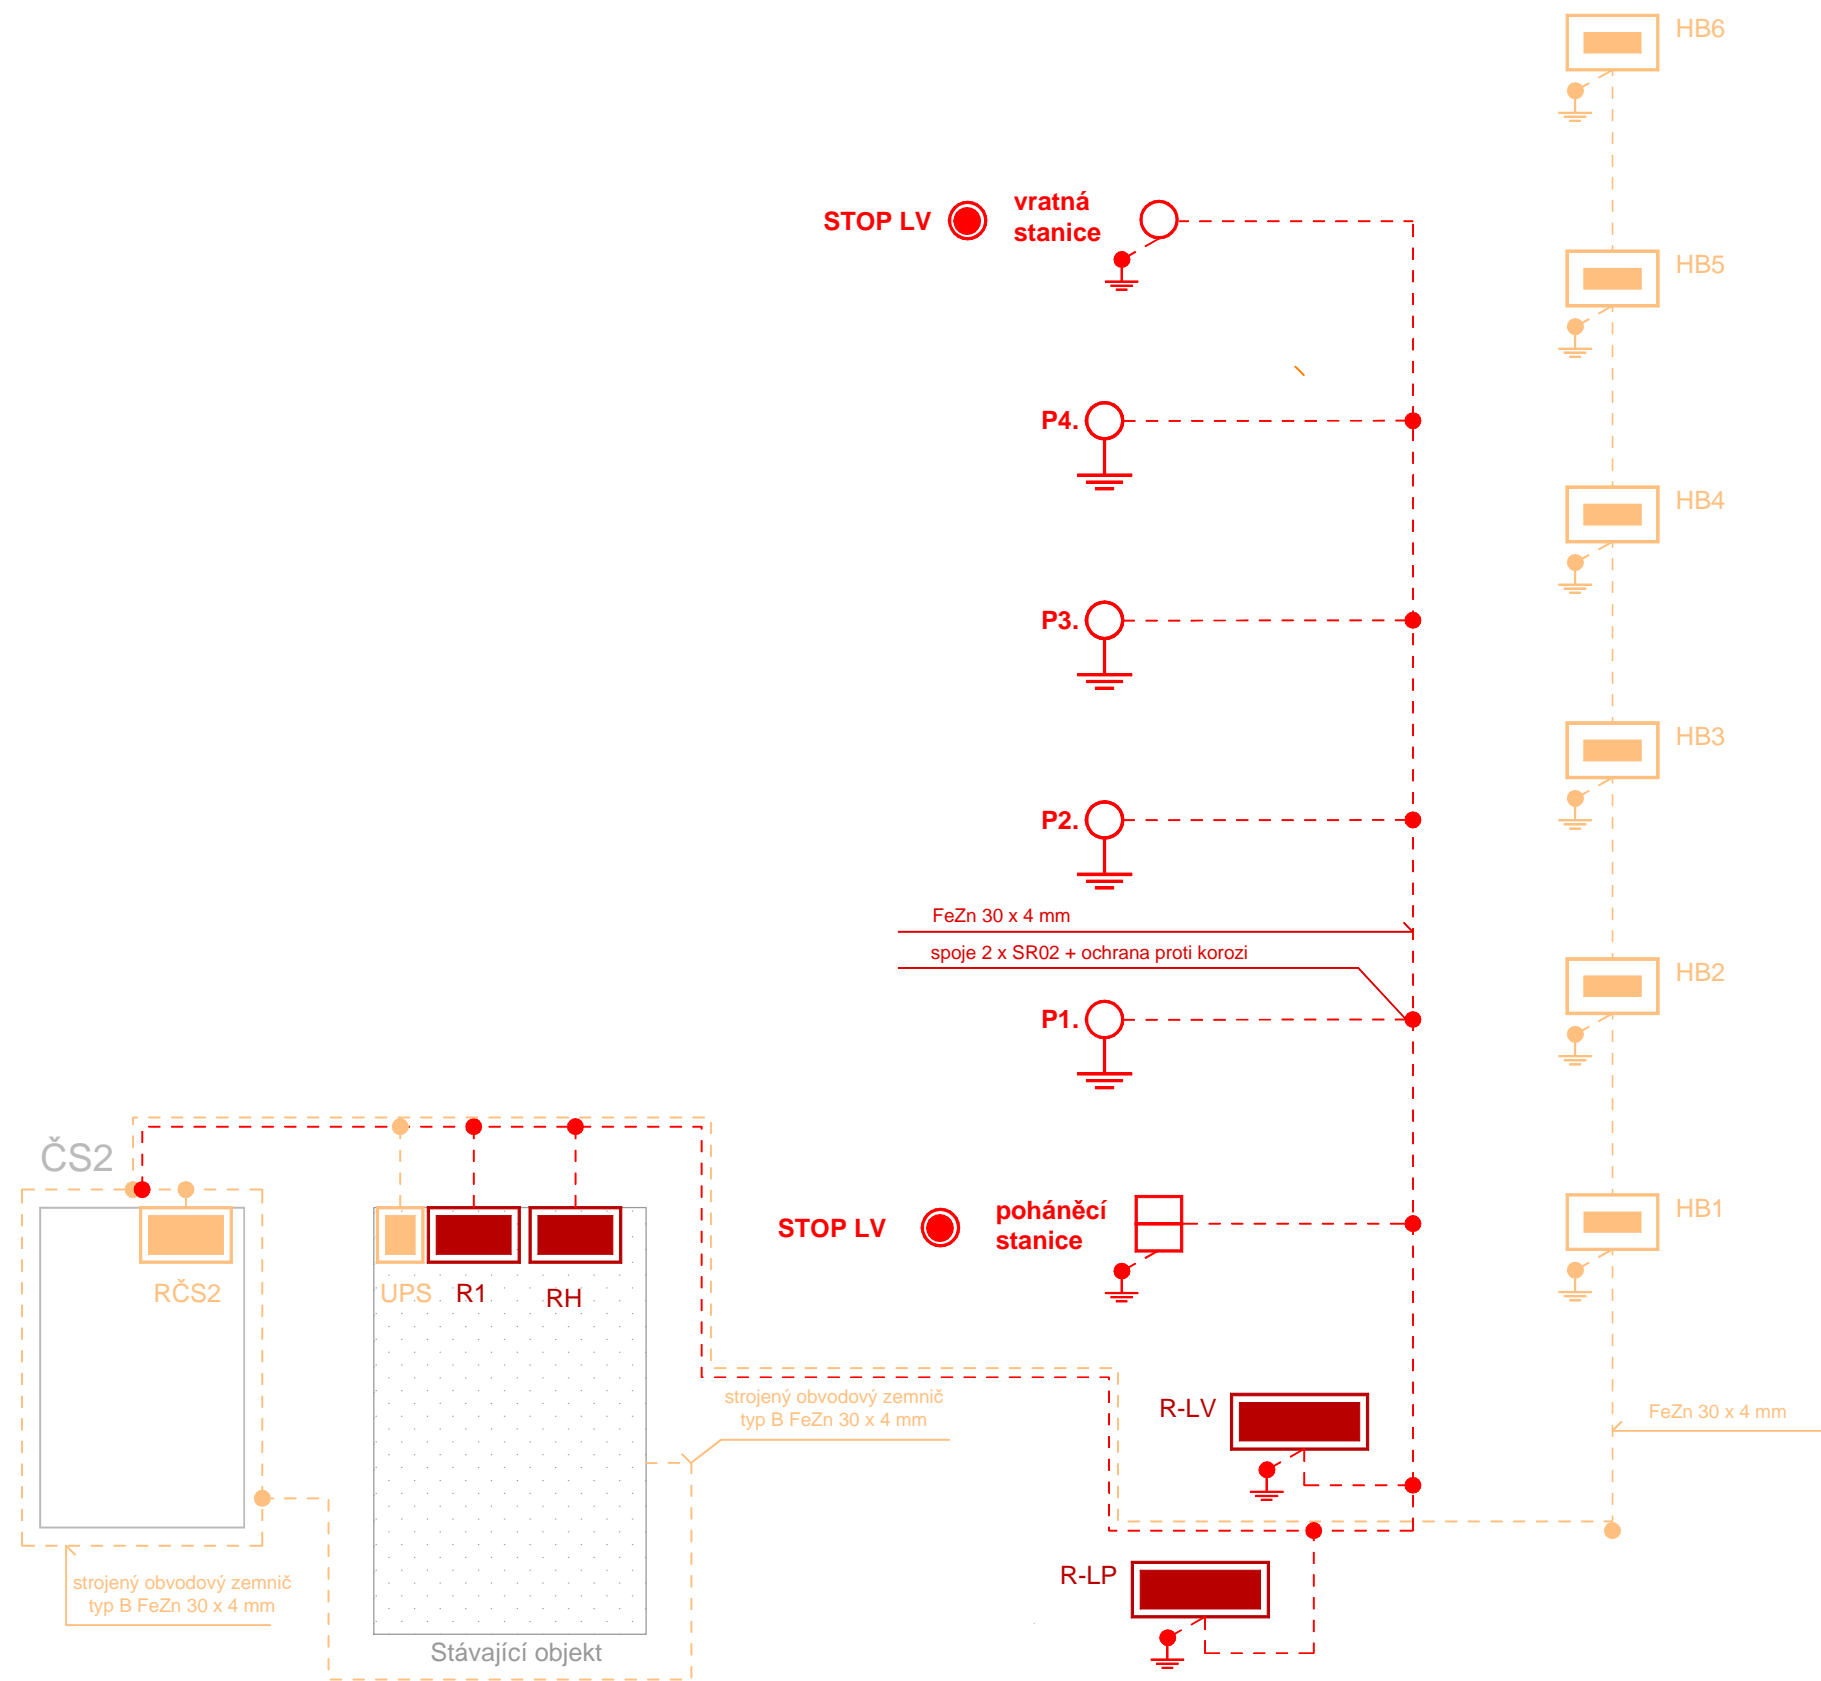 HB6
STOP LV
vratná
stanice
HB5
P4.
HB4
P3.
HB3
P2.
FeZn 30 x 4 mm
spoje 2 x SR02 + ochrana proti korozi
HB2
P1.
ČS2
HB1
STOP LV
poháněcí
stanice
RČS2
UPS
R1
RH
strojený obvodový zemnič
typ B FeZn 30 x 4 mm
R-LV
FeZn 30 x 4 mm
R-LP
strojený obvodový zemnič
typ B FeZn 30 x 4 mm
Stávající objekt